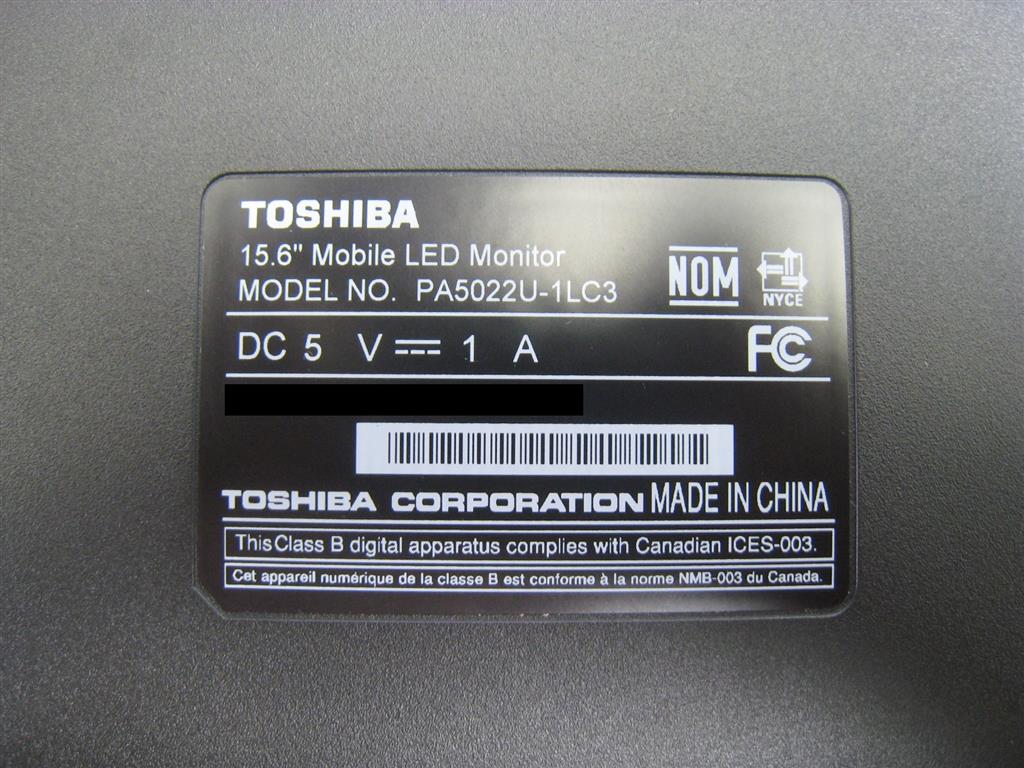 TOSHIBA
15.6" Mobile LED Monitor
MODEL NO. PA5022U-1LC3
NOM
NYCE
DC 5 V ⎓ 1 A
FC
TOSHIBA CORPORATION MADE IN CHINA
This Class B digital apparatus complies with Canadian ICES-003.
Cet appareil numérique de la classe B est conforme à la norme NMB-003 du Canada.